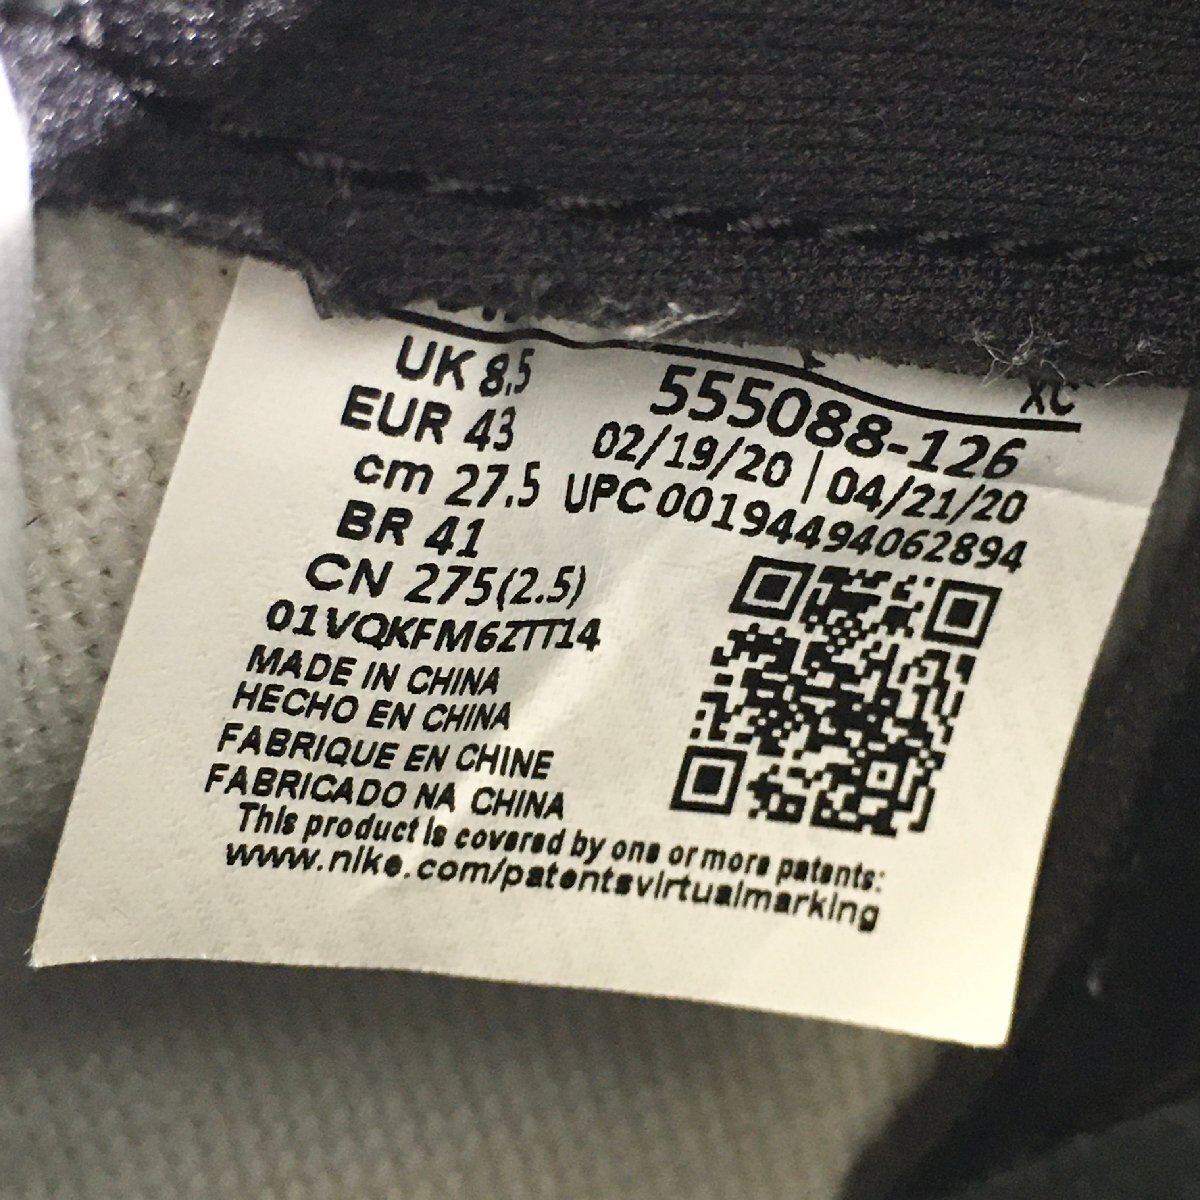 UK 8.5
EUR 43
cm 27.5
BR 41
CN 275(2.5)
XC
555088-126
02/19/20 | 04/21/20
UPC 00194494062894
01VQKFM6ZTT14
MADE IN CHINA
HECHO EN CHINA
FABRIQUE EN CHINE
FABRICADO NA CHINA
This product is covered by one or more patents:
www.nike.com/patentsvirtualmarking